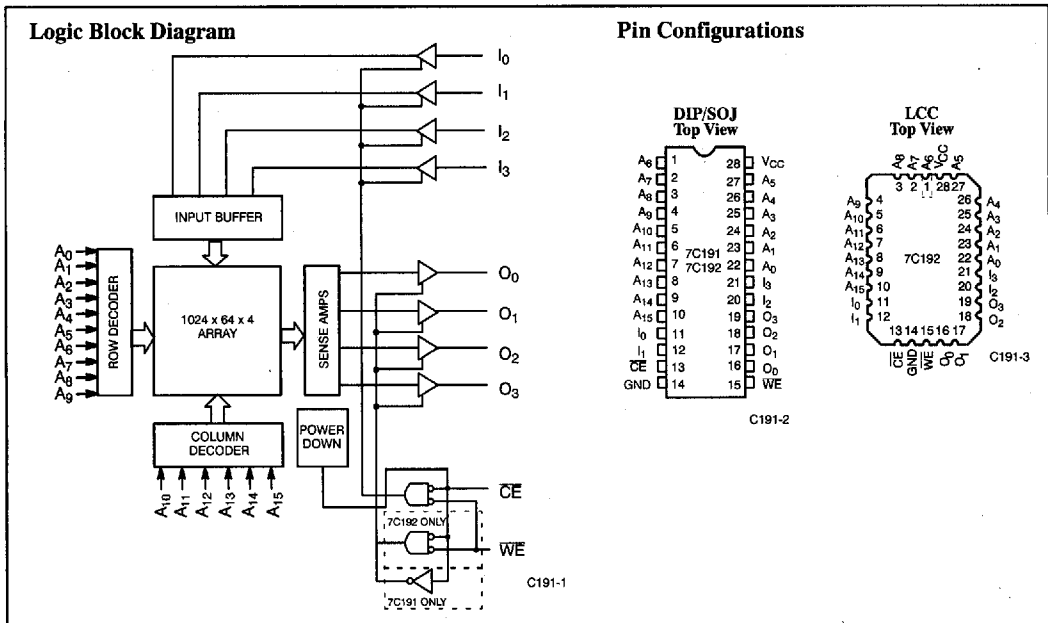 Logic Block Diagram
I0
I1
I2
I3
INPUT BUFFER
A0
A1
A2
A3
A4
A5
A6
A7
A8
A9
ROW DECODER
1024 x 64 x 4
ARRAY
SENSE AMPS
O0
O1
O2
O3
COLUMN
DECODER
POWER
DOWN
A10
A11
A12
A13
A14
A15
CE
7C192 ONLY
WE
7C191 ONLY
C191-1
Pin Configurations
DIP/SOJ
Top View
A6 1 28 VCC
A7 2 27 A5
A8 3 26 A4
A9 4 25 A3
A10 5 24 A2
A11 6 23 A1
7C191
A12 7 22 A0
7C192
A13 8 21 I3
A14 9 20 I2
A15 10 19 O3
I0 11 18 O2
I1 12 17 O1
CE 13 16 O0
GND 14 15 WE
C191-2
LCC
Top View
A8 A7 A6 VCC A5
3 2 1 28 27
A9 4 26 A4
A10 5 25 A3
A11 6 24 A2
A12 7 23 A1
A13 8 7C192 22 A0
A14 9 21 I3
A15 10 20 I2
I0 11 19 O3
I1 12 18 O2
13 14 15 16 17
CE GND WE O0 O1
C191-3